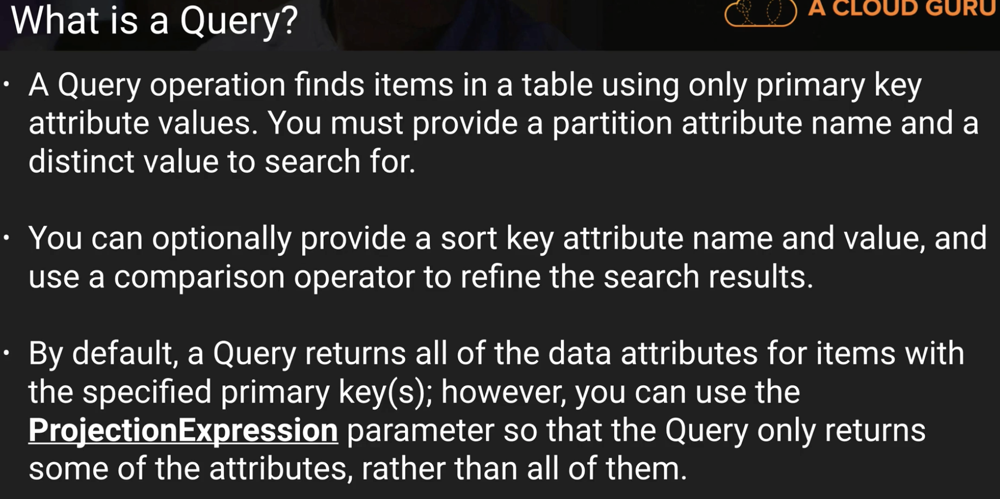 What is a Query?
A CLOUD GURU
• A Query operation finds items in a table using only primary key
attribute values. You must provide a partition attribute name and a
distinct value to search for.
• You can optionally provide a sort key attribute name and value, and
use a comparison operator to refine the search results.
• By default, a Query returns all of the data attributes for items with
the specified primary key(s); however, you can use the
ProjectionExpression parameter so that the Query only returns
some of the attributes, rather than all of them.